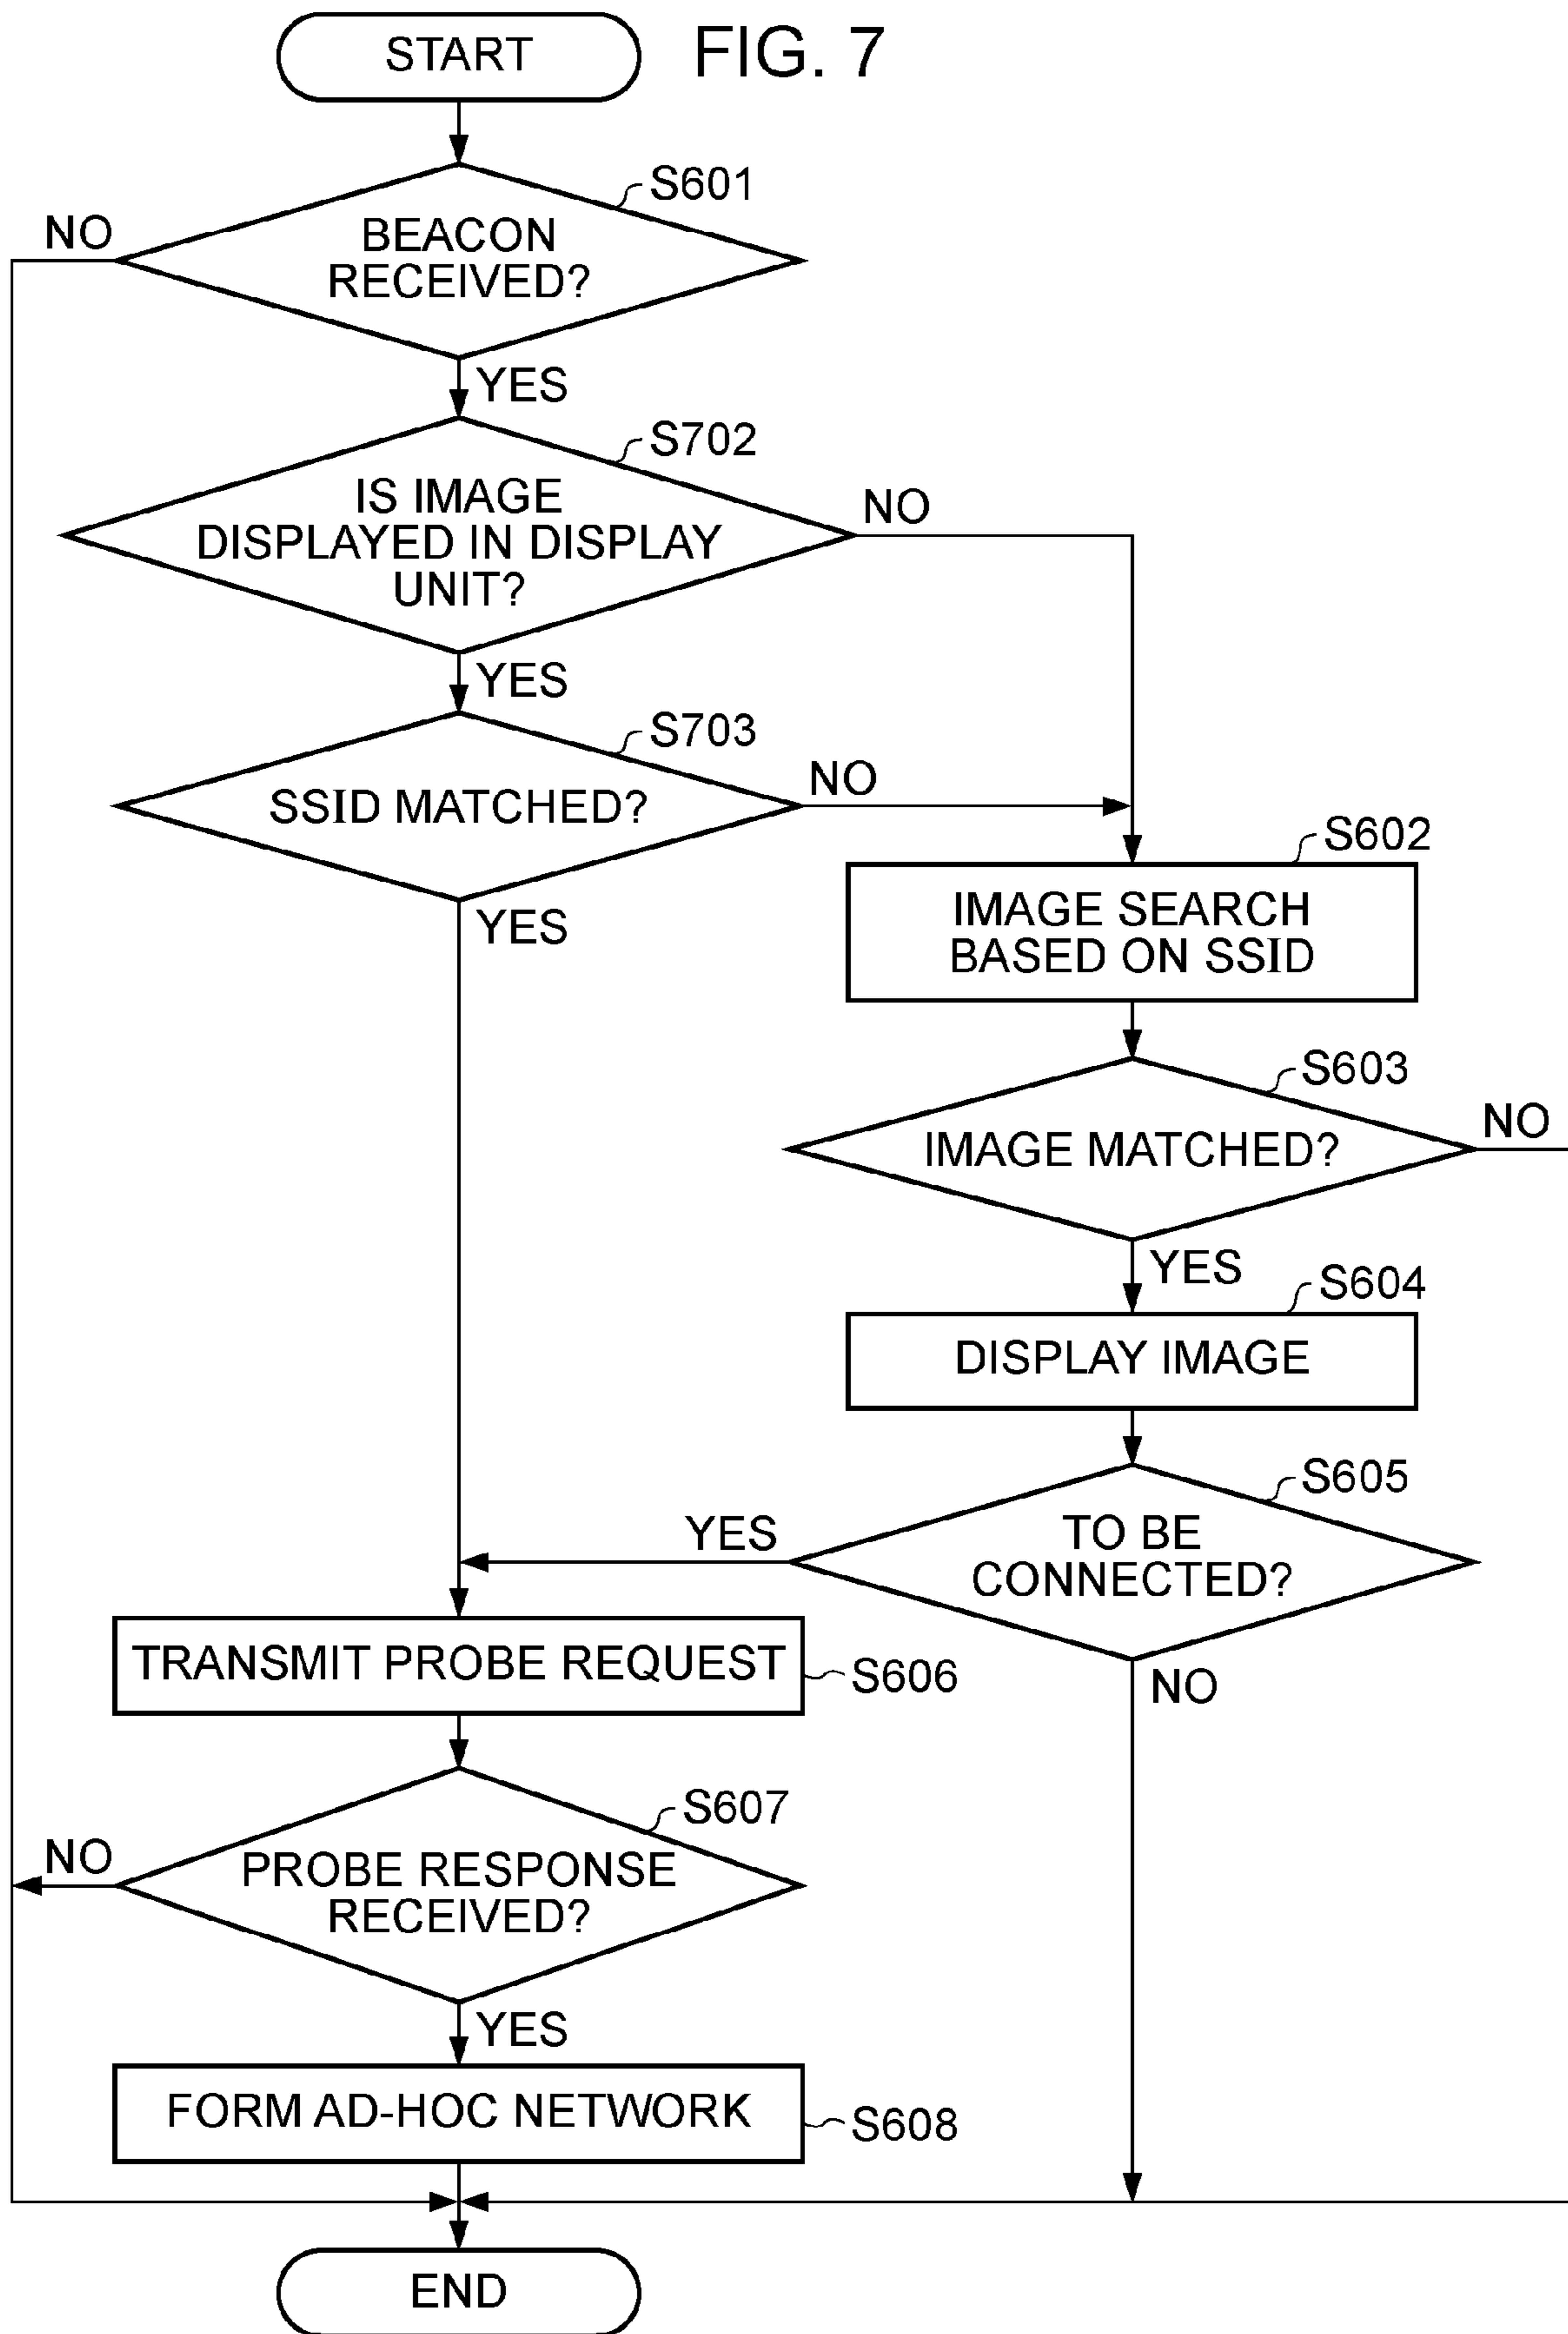 START
FIG. 7
S601
NO
BEACON
RECEIVED?
YES
S702
IS IMAGE
DISPLAYED IN DISPLAY
UNIT?
NO
YES
S703
SSID MATCHED?
NO
YES
S602
IMAGE SEARCH
BASED ON SSID
S603
IMAGE MATCHED?
NO
YES
S604
DISPLAY IMAGE
S605
TO BE
CONNECTED?
YES
NO
TRANSMIT PROBE REQUEST
S606
S607
NO
PROBE RESPONSE
RECEIVED?
YES
FORM AD-HOC NETWORK
S608
END